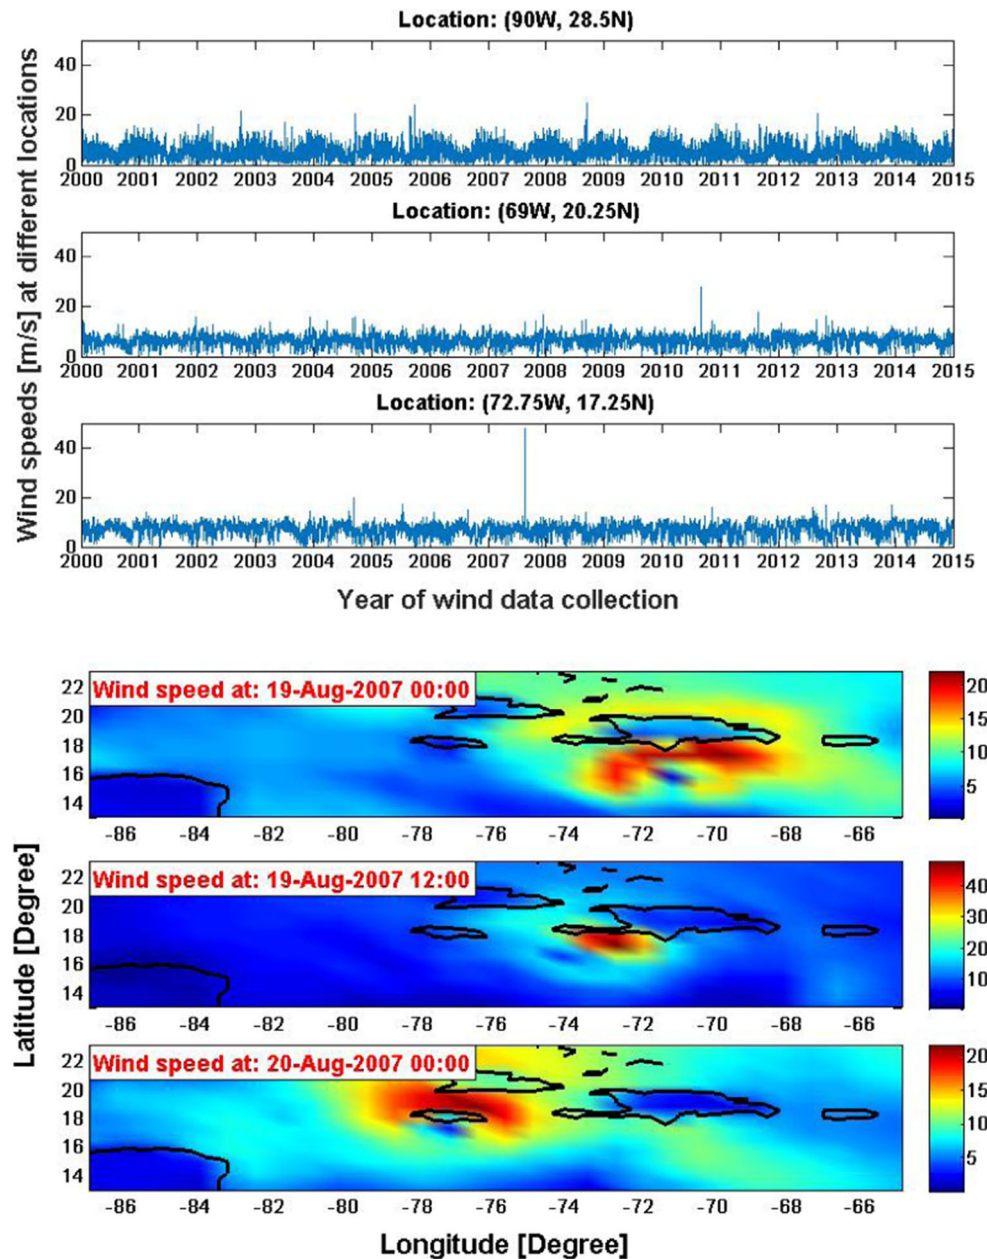 Location: (90W, 28.5N)
40
20
0
2000 2001 2002 2003 2004 2005 2006 2007 2008 2009 2010 2011 2012 2013 2014 2015
Location: (69W, 20.25N)
40
20
0
2000 2001 2002 2003 2004 2005 2006 2007 2008 2009 2010 2011 2012 2013 2014 2015
Location: (72.75W, 17.25N)
40
20
0
2000 2001 2002 2003 2004 2005 2006 2007 2008 2009 2010 2011 2012 2013 2014 2015
Wind speeds [m/s] at different locations
Year of wind data collection
Wind speed at: 19-Aug-2007 00:00
22
20
18
16
14
-86 -84 -82 -80 -78 -76 -74 -72 -70 -68 -66
20
15
10
5
Wind speed at: 19-Aug-2007 12:00
22
20
18
16
14
-86 -84 -82 -80 -78 -76 -74 -72 -70 -68 -66
40
30
20
10
Wind speed at: 20-Aug-2007 00:00
22
20
18
16
14
-86 -84 -82 -80 -78 -76 -74 -72 -70 -68 -66
20
15
10
5
Latitude [Degree]
Longitude [Degree]